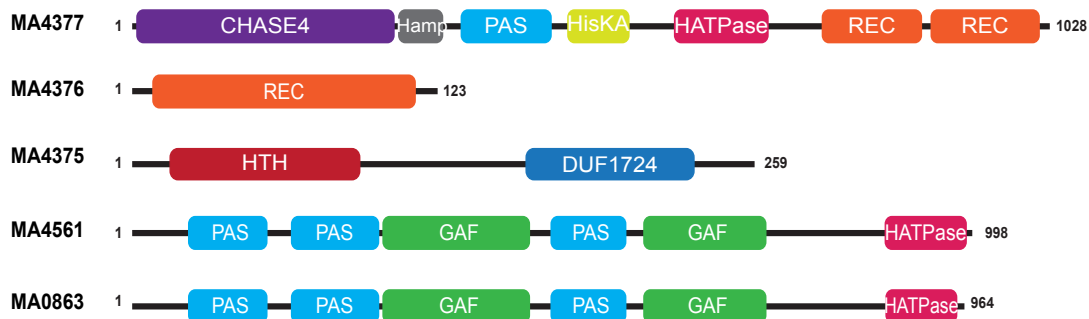 MA4377 1 CHASE4 Hamp PAS HisKA HATPase REC REC 1028
MA4376 1 REC 123
MA4375 1 HTH DUF1724 259
MA4561 1 PAS PAS GAF PAS GAF HATPase 998
MA0863 1 PAS PAS GAF PAS GAF HATPase 964